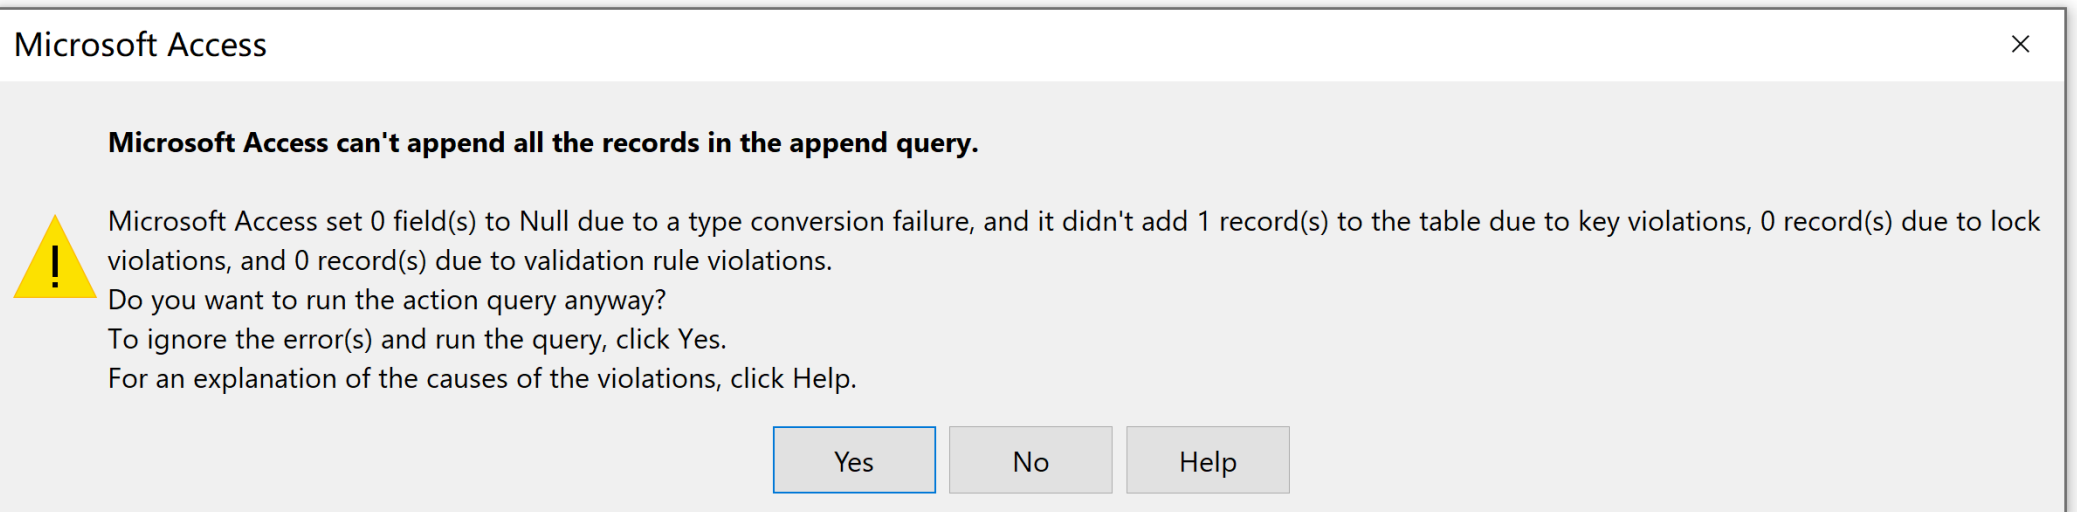 Microsoft Access
Microsoft Access can't append all the records in the append query.
Microsoft Access set 0 field(s) to Null due to a type conversion failure, and it didn't add 1 record(s) to the table due to key violations, 0 record(s) due to lock
violations, and 0 record(s) due to validation rule violations.
Do you want to run the action query anyway?
To ignore the error(s) and run the query, click Yes.
For an explanation of the causes of the violations, click Help.
Yes No Help